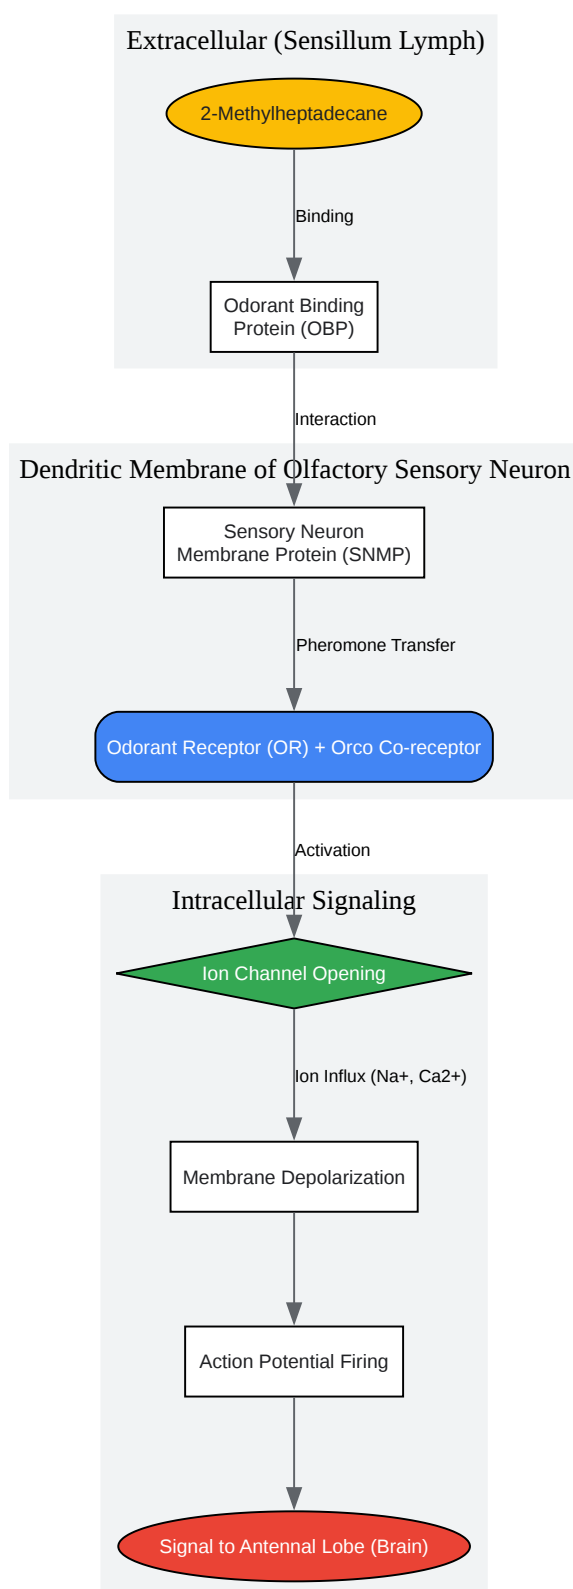 Extracellular (Sensillum Lymph)
2-Methylheptadecane
Binding
Odorant Binding
Protein (OBP)
Interaction
Dendritic Membrane of Olfactory Sensory Neuron
Sensory Neuron
Membrane Protein (SNMP)
Pheromone Transfer
Odorant Receptor (OR) + Orco Co-receptor
Activation
Intracellular Signaling
Ion Channel Opening
Ion Influx (Na+, Ca2+)
Membrane Depolarization
Action Potential Firing
Signal to Antennal Lobe (Brain)